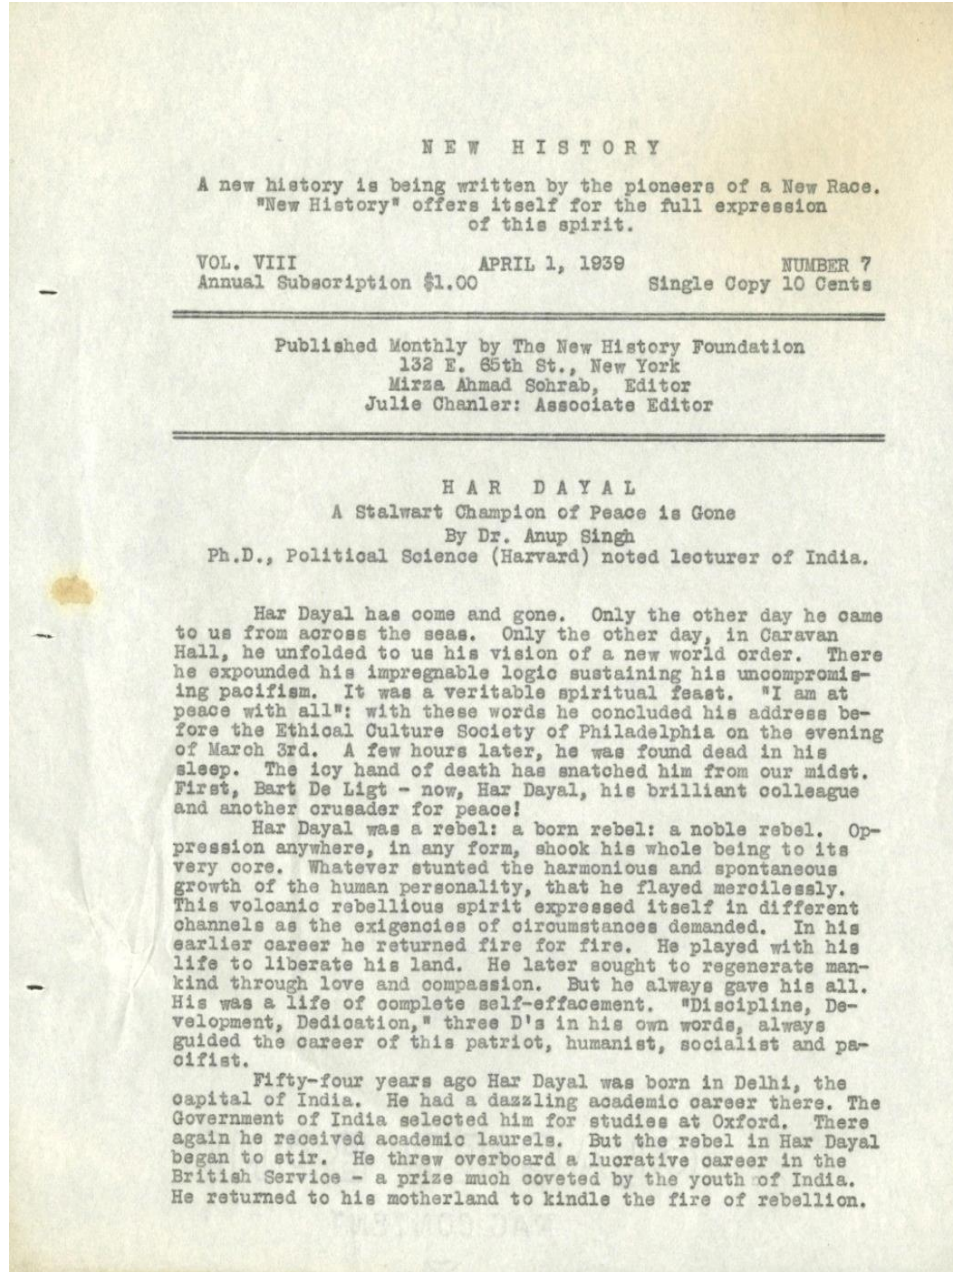 NEW HISTORY
A new history is being written by the pioneers of a New Race.
"New History" offers itself for the full expression
of this spirit.
VOL. VIII APRIL 1, 1939 NUMBER 7
Annual Subscription $1.00 Single Copy 10 Cents
Published Monthly by The New History Foundation
132 E. 65th St., New York
Mirza Ahmad Sohrab, Editor
Julie Chanler: Associate Editor
HAR DAYAL
A Stalwart Champion of Peace is Gone
By Dr. Anup Singh
Ph.D., Political Science (Harvard) noted lecturer of India.
Har Dayal has come and gone. Only the other day he came
to us from across the seas. Only the other day, in Caravan
Hall, he unfolded to us his vision of a new world order. There
he expounded his impregnable logic sustaining his uncompromis-
ing pacifism. It was a veritable spiritual feast. "I am at
peace with all": with these words he concluded his address be-
fore the Ethical Culture Society of Philadelphia on the evening
of March 3rd. A few hours later, he was found dead in his
sleep. The icy hand of death has snatched him from our midst.
First, Bart De Ligt - now, Har Dayal, his brilliant colleague
and another crusader for peace!
Har Dayal was a rebel: a born rebel: a noble rebel. Op-
pression anywhere, in any form, shook his whole being to its
very core. Whatever stunted the harmonious and spontaneous
growth of the human personality, that he flayed mercilessly.
This volcanic rebellious spirit expressed itself in different
channels as the exigencies of circumstances demanded. In his
earlier career he returned fire for fire. He played with his
life to liberate his land. He later sought to regenerate man-
kind through love and compassion. But he always gave his all.
His was a life of complete self-effacement. "Discipline, De-
velopment, Dedication," three D's in his own words, always
guided the career of this patriot, humanist, socialist and pa-
cifist.
Fifty-four years ago Har Dayal was born in Delhi, the
capital of India. He had a dazzling academic career there. The
Government of India selected him for studies at Oxford. There
again he received academic laurels. But the rebel in Har Dayal
began to stir. He threw overboard a lucrative career in the
British Service - a prize much coveted by the youth of India.
He returned to his motherland to kindle the fire of rebellion.